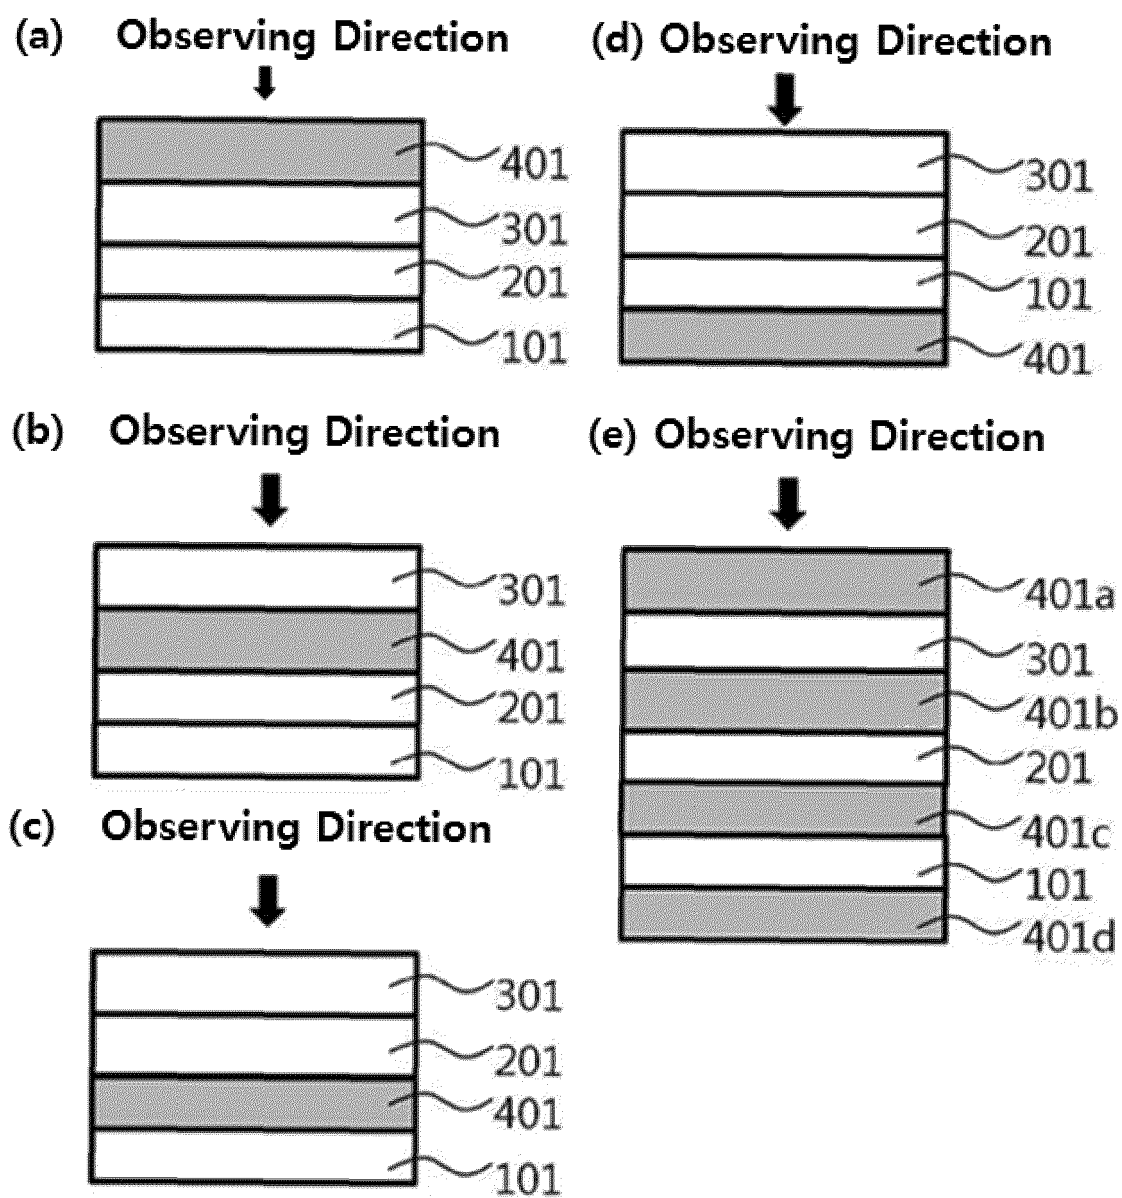 (a) Observing Direction
401
301
201
101
(b) Observing Direction
301
401
201
101
(c) Observing Direction
301
201
401
101
(d) Observing Direction
301
201
101
401
(e) Observing Direction
401a
301
401b
201
401c
101
401d